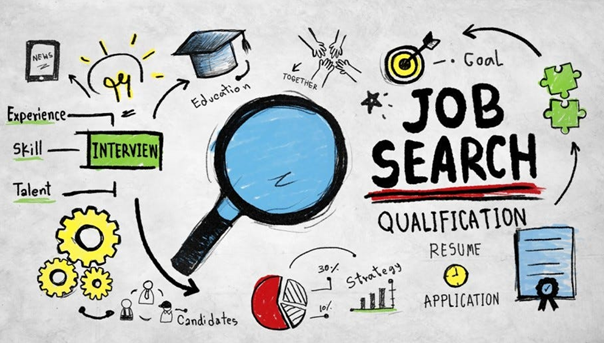 NEWS
Education
TOGETHER
GOAL
Experience
Skill
Talent
INTERVIEW
JOB
SEARCH
QUALIFICATION
RESUME
APPLICATION
Candidates
30%
10%
Strategy